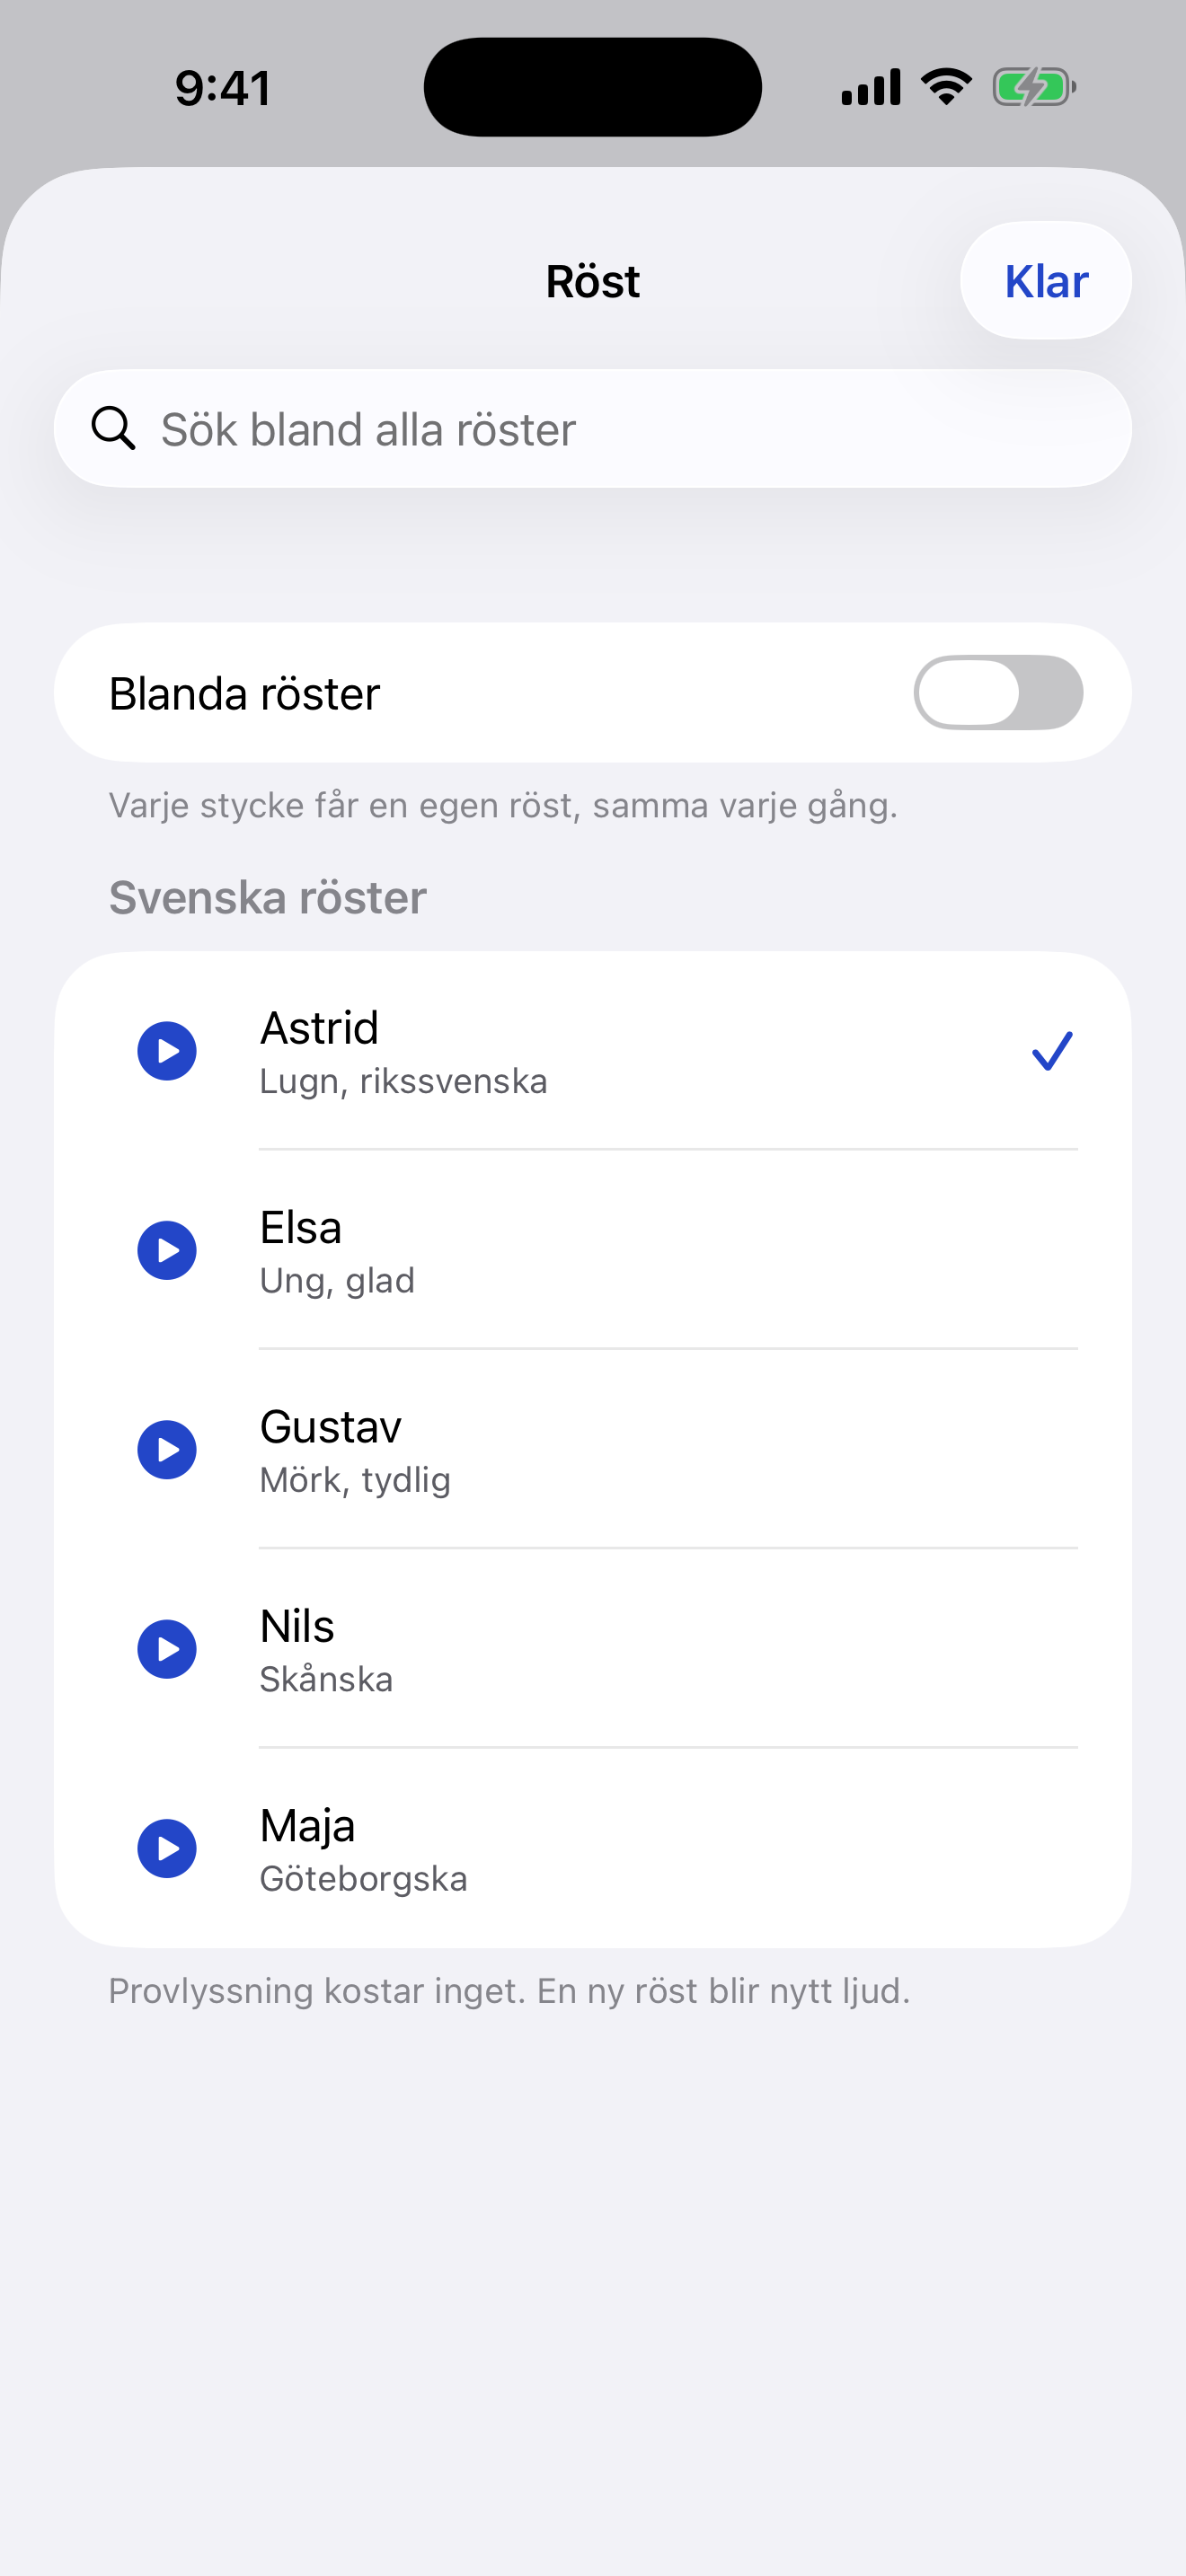 9:41
Röst
Klar
Sök bland alla röster
Blanda röster
Varje stycke får en egen röst, samma varje gång.
Svenska röster
Astrid
Lugn, rikssvenska
Elsa
Ung, glad
Gustav
Mörk, tydlig
Nils
Skånska
Maja
Göteborgska
Provlyssning kostar inget. En ny röst blir nytt ljud.